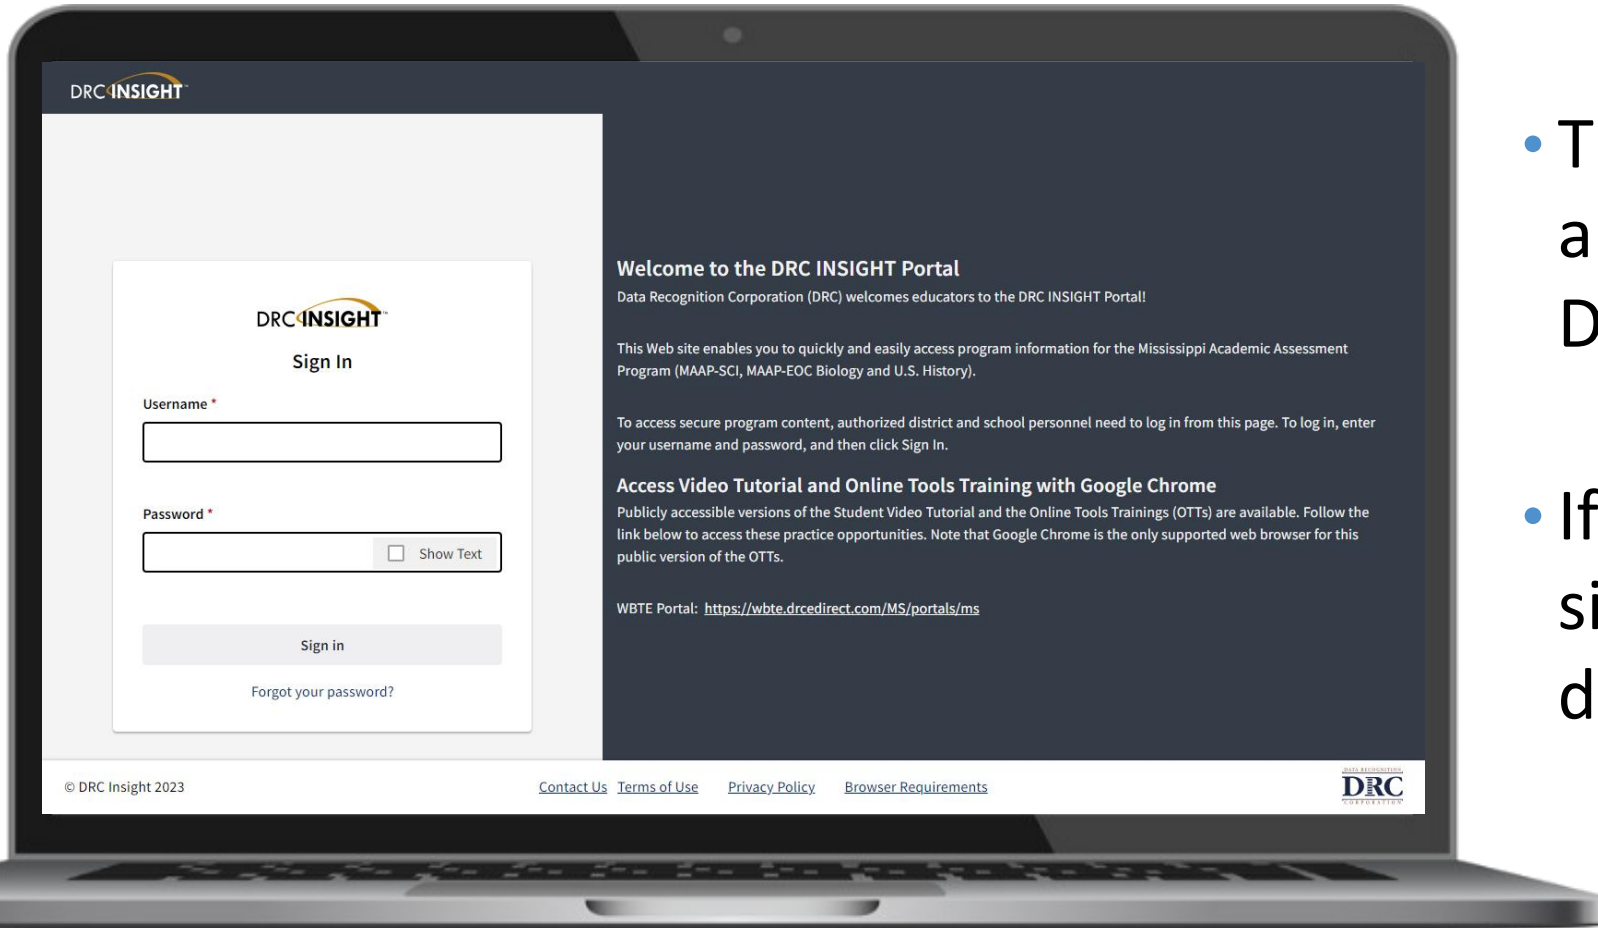 DRC INSIGHT™
DRC INSIGHT™
Sign In
Username *
Password *
Show Text
Sign in
Forgot your password?
Welcome to the DRC INSIGHT Portal
Data Recognition Corporation (DRC) welcomes educators to the DRC INSIGHT Portal!
This Web site enables you to quickly and easily access program information for the Mississippi Academic Assessment
Program (MAAP-SCI, MAAP-EOC Biology and U.S. History).
To access secure program content, authorized district and school personnel need to log in from this page. To log in, enter
your username and password, and then click Sign In.
Access Video Tutorial and Online Tools Training with Google Chrome
Publicly accessible versions of the Student Video Tutorial and the Online Tools Trainings (OTTs) are available. Follow the
link below to access these practice opportunities. Note that Google Chrome is the only supported web browser for this
public version of the OTTs.
WBTE Portal: https://wbte.drcedirect.com/MS/portals/ms
© DRC Insight 2023
Contact Us Terms of Use Privacy Policy Browser Requirements
DATA RECOGNITION
DRC
CORPORATION
• T
a
D
• If
si
d